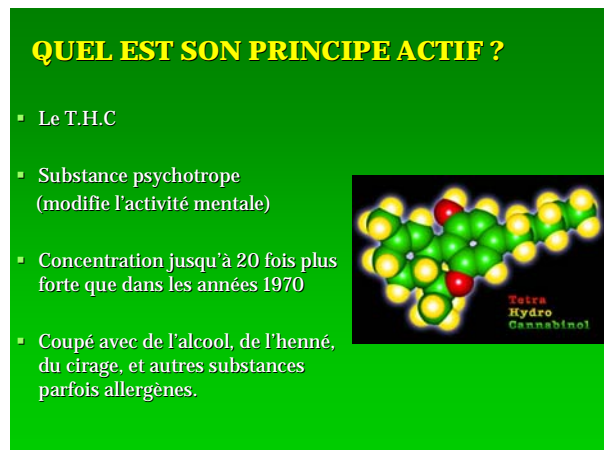 QUEL EST SON PRINCIPE ACTIF ?
▪ Le T.H.C
▪ Substance psychotrope
(modifie l'activité mentale)
▪ Concentration jusqu'à 20 fois plus
forte que dans les années 1970
▪ Coupé avec de l'alcool, de l'henné,
du cirage, et autres substances
parfois allergènes.
Tetra
Hydro
Cannabinol